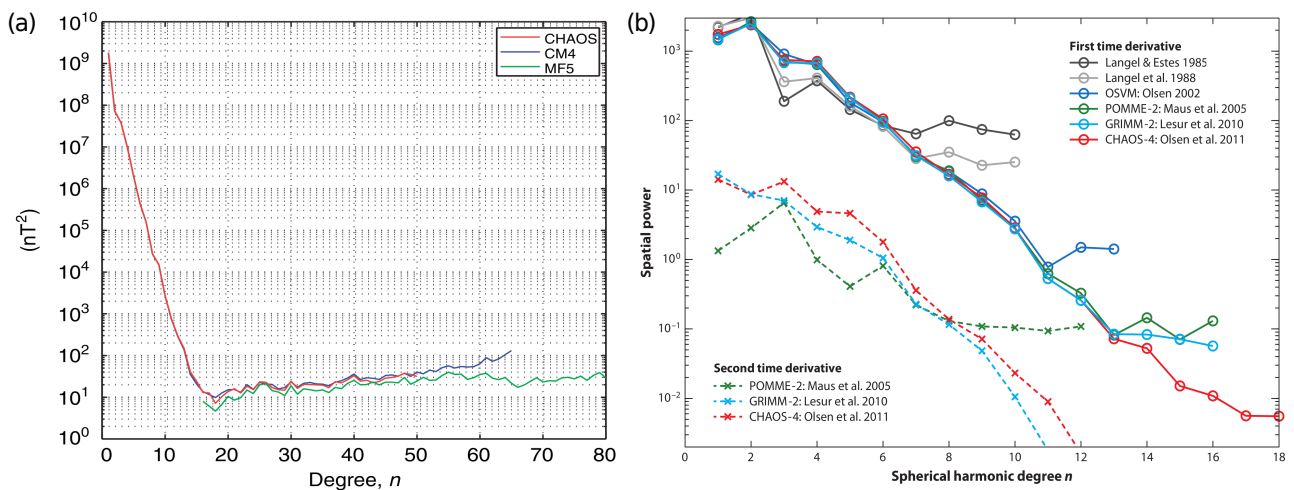 (a)
10^10
10^9
10^8
10^7
10^6
10^5
10^4
10^3
10^2
10^1
10^0
(nT^2)
0 10 20 30 40 50 60 70 80
Degree, n
CHAOS
CM4
MF5
(b)
10^3
10^2
10^1
10^0
10^-1
10^-2
Spatial power
First time derivative
Langel & Estes 1985
Langel et al. 1988
OSVM: Olsen 2002
POMME-2: Maus et al. 2005
GRIMM-2: Lesur et al. 2010
CHAOS-4: Olsen et al. 2011
Second time derivative
POMME-2: Maus et al. 2005
GRIMM-2: Lesur et al. 2010
CHAOS-4: Olsen et al. 2011
0 2 4 6 8 10 12 14 16 18
Spherical harmonic degree n